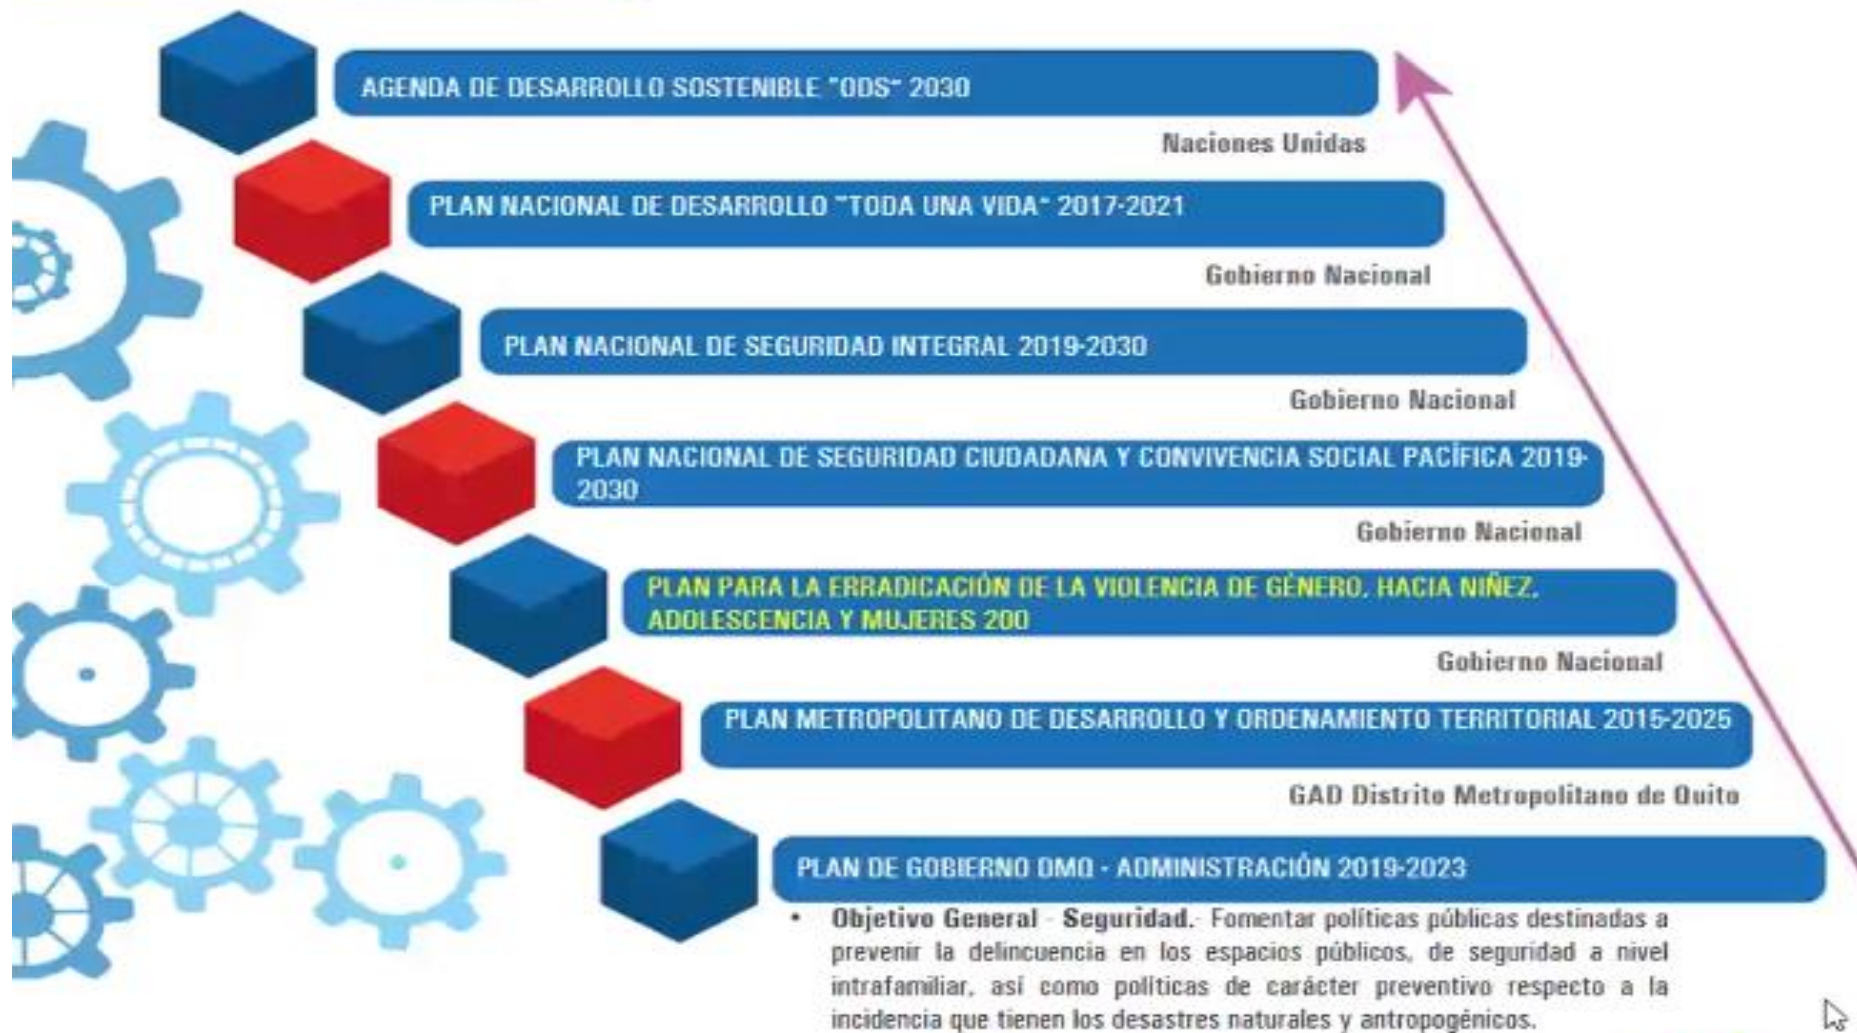 AGENDA DE DESARROLLO SOSTENIBLE "ODS" 2030
Naciones Unidas
PLAN NACIONAL DE DESARROLLO "TODA UNA VIDA" 2017-2021
Gobierno Nacional
PLAN NACIONAL DE SEGURIDAD INTEGRAL 2019-2030
Gobierno Nacional
PLAN NACIONAL DE SEGURIDAD CIUDADANA Y CONVIVENCIA SOCIAL PACÍFICA 2019-
2030
Gobierno Nacional
PLAN PARA LA ERRADICACIÓN DE LA VIOLENCIA DE GÉNERO, HACIA NIÑEZ,
ADOLESCENCIA Y MUJERES 200
Gobierno Nacional
PLAN METROPOLITANO DE DESARROLLO Y ORDENAMIENTO TERRITORIAL 2015-2025
GAD Distrito Metropolitano de Quito
PLAN DE GOBIERNO DMQ - ADMINISTRACIÓN 2019-2023
• Objetivo General - Seguridad.- Fomentar políticas públicas destinadas a
prevenir la delincuencia en los espacios públicos, de seguridad a nivel
intrafamiliar, así como políticas de carácter preventivo respecto a la
incidencia que tienen los desastres naturales y antropogénicos.